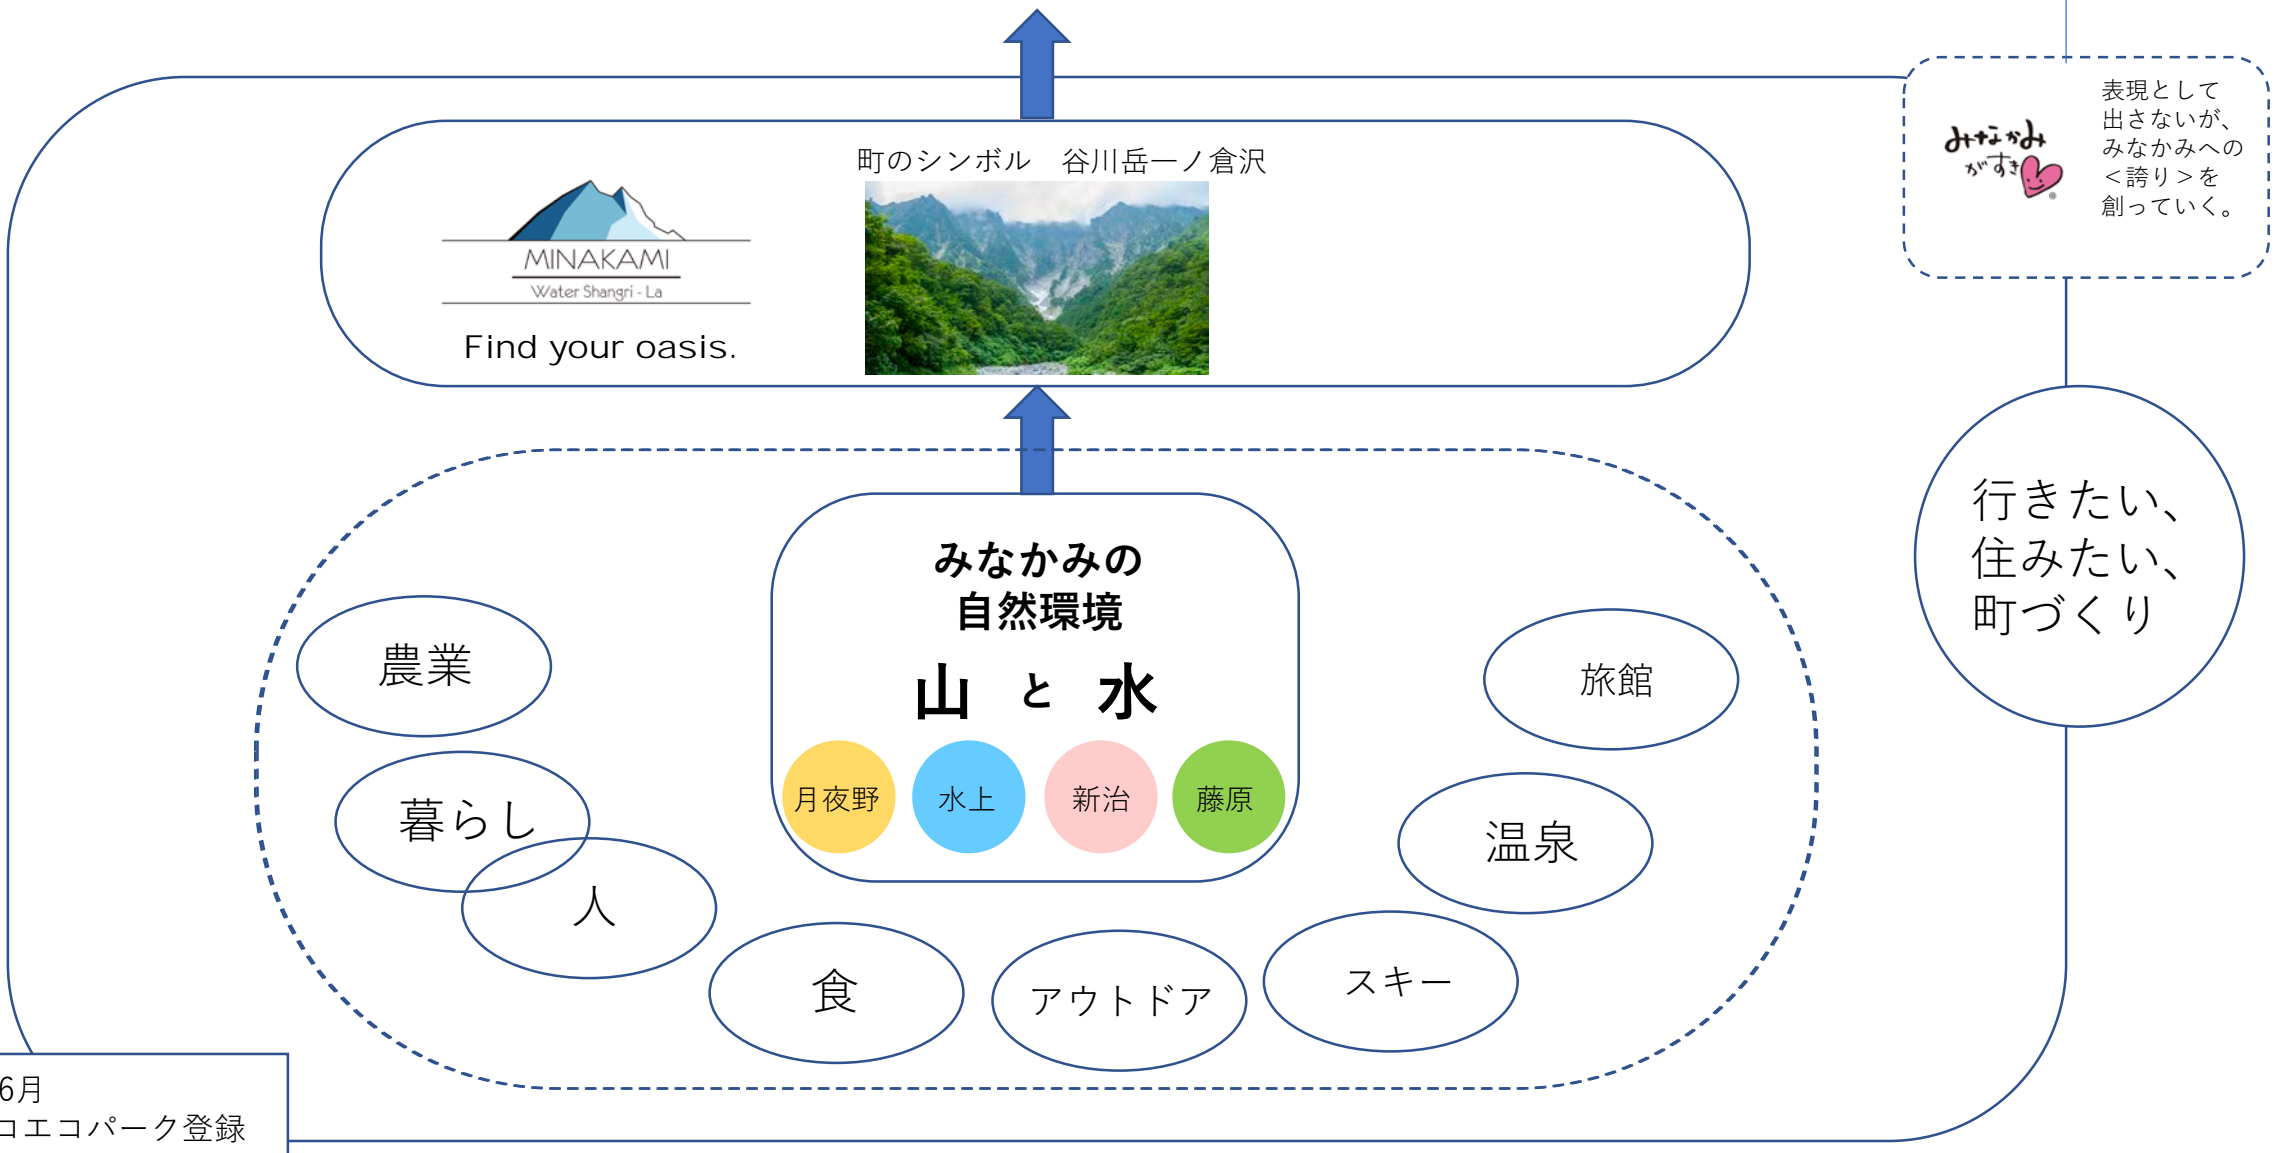 表現として
出さないが、
みなかみへの
＜誇り＞を
創っていく。
みなかみ
がすき
®
町のシンボル　谷川岳一ノ倉沢
MINAKAMI
Water Shangri - La
Find your oasis.
行きたい、
住みたい、
町づくり
みなかみの
自然環境
山 と 水
月夜野 水上 新治 藤原
農業
暮らし
人
食
アウトドア
スキー
温泉
旅館
6月
コエコパーク登録